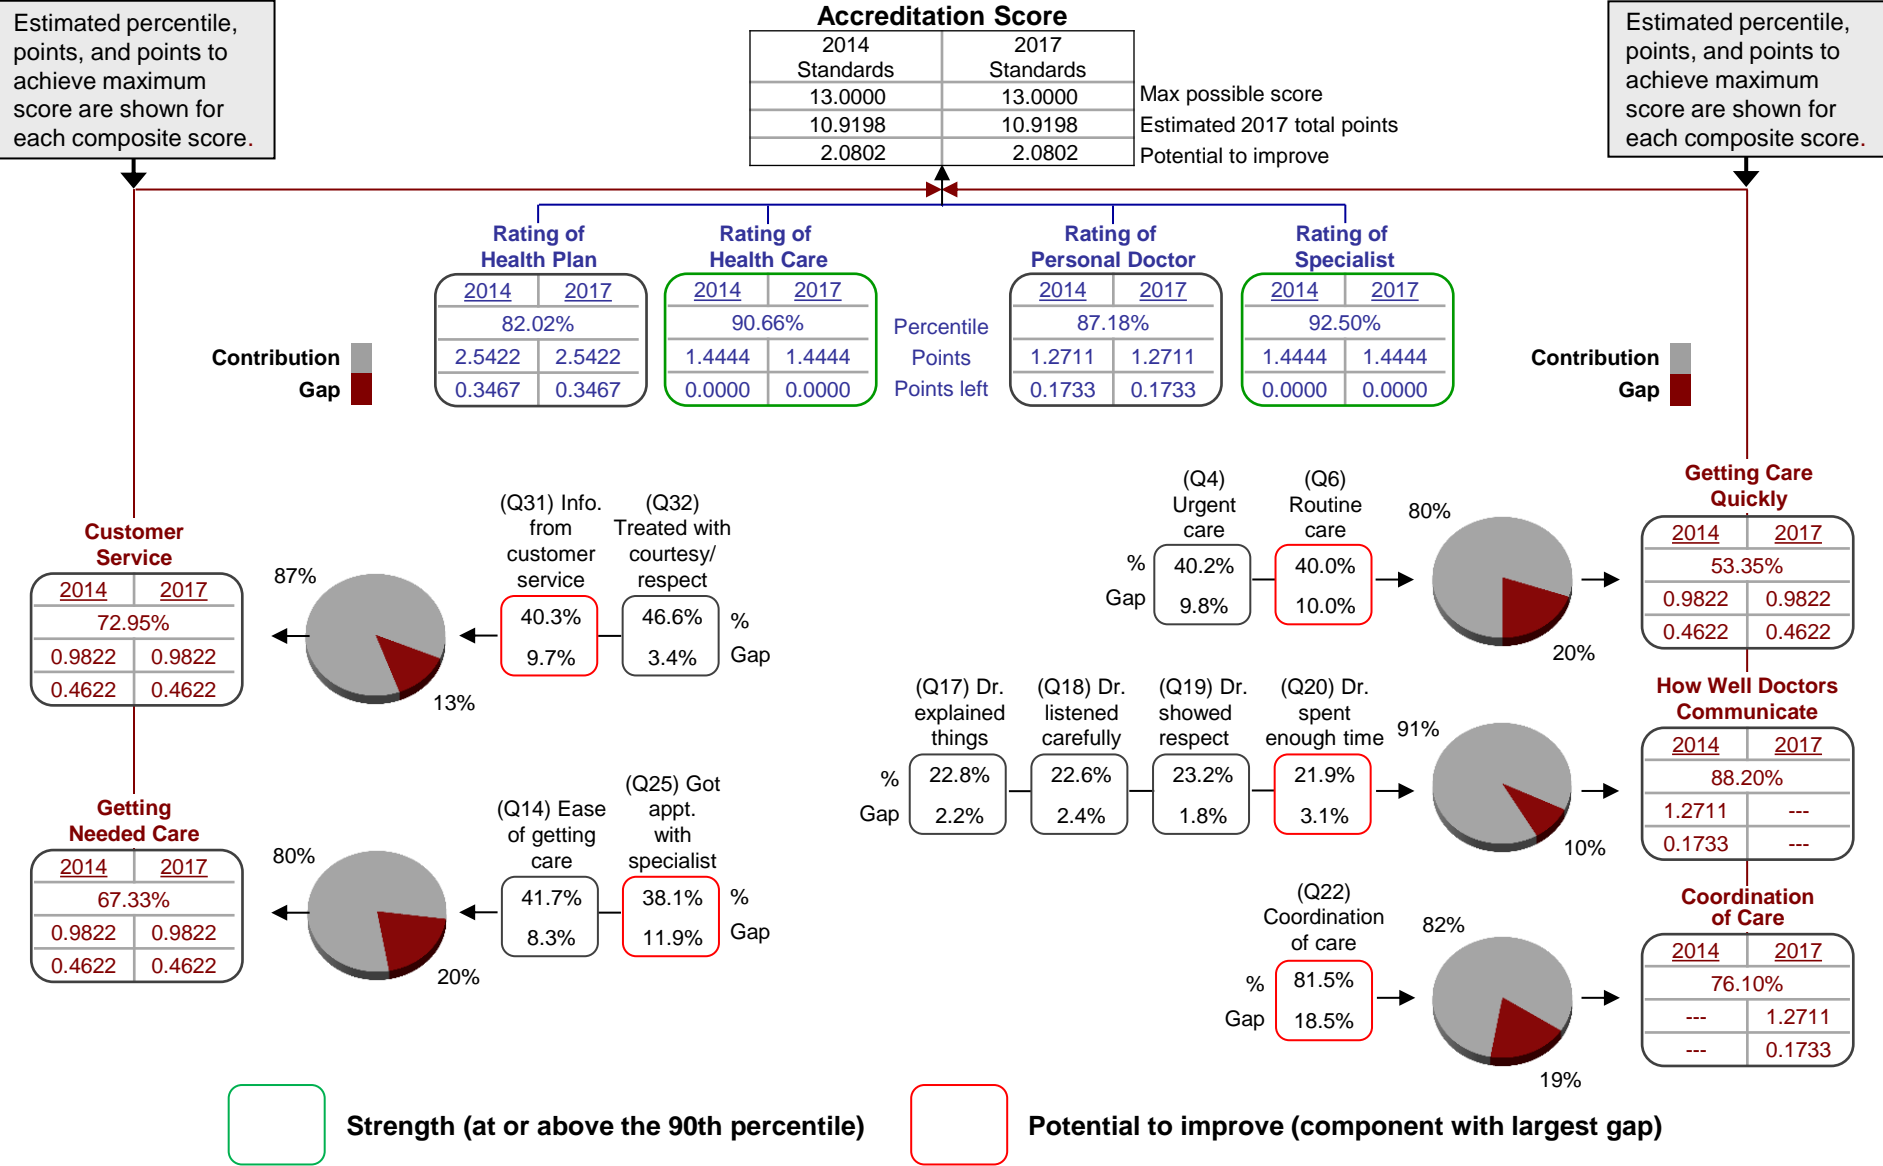 Estimated percentile,
points, and points to
achieve maximum
score are shown for
each composite score.
Accreditation Score
2014 Standards 2017 Standards
13.0000 13.0000 Max possible score
10.9198 10.9198 Estimated 2017 total points
2.0802 2.0802 Potential to improve
Estimated percentile,
points, and points to
achieve maximum
score are shown for
each composite score.
Rating of
Health Plan
2014 2017
82.02%
2.5422 2.5422
0.3467 0.3467
Rating of
Health Care
2014 2017
90.66%
1.4444 1.4444
0.0000 0.0000
Percentile
Points
Points left
Rating of
Personal Doctor
2014 2017
87.18%
1.2711 1.2711
0.1733 0.1733
Rating of
Specialist
2014 2017
92.50%
1.4444 1.4444
0.0000 0.0000
Contribution
Gap
Contribution
Gap
Customer
Service
2014 2017
72.95%
0.9822 0.9822
0.4622 0.4622
87%
13%
(Q31) Info.
from
customer
service
40.3%
9.7%
(Q32)
Treated with
courtesy/
respect
46.6%
3.4%
%
Gap
Getting
Needed Care
2014 2017
67.33%
0.9822 0.9822
0.4622 0.4622
80%
20%
(Q14) Ease
of getting
care
41.7%
8.3%
(Q25) Got
appt.
with
specialist
38.1%
11.9%
%
Gap
(Q4)
Urgent
care
%
Gap
40.2%
9.8%
(Q6)
Routine
care
40.0%
10.0%
80%
20%
Getting Care
Quickly
2014 2017
53.35%
0.9822 0.9822
0.4622 0.4622
(Q17) Dr.
explained
things
%
Gap
22.8%
2.2%
(Q18) Dr.
listened
carefully
22.6%
2.4%
(Q19) Dr.
showed
respect
23.2%
1.8%
(Q20) Dr.
spent
enough time
21.9%
3.1%
91%
10%
How Well Doctors
Communicate
2014 2017
88.20%
1.2711 ---
0.1733 ---
(Q22)
Coordination
of care
%
Gap
81.5%
18.5%
82%
19%
Coordination
of Care
2014 2017
76.10%
--- 1.2711
--- 0.1733
Strength (at or above the 90th percentile)
Potential to improve (component with largest gap)